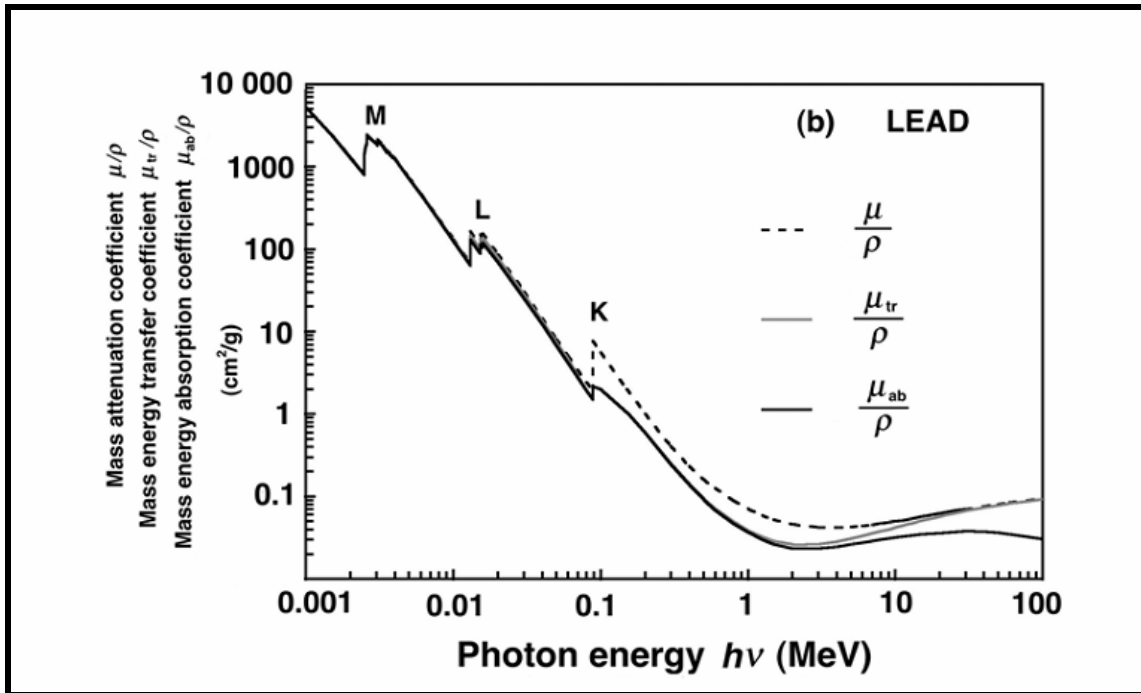 (b) LEAD
Mass attenuation coefficient μ/ρ
Mass energy transfer coefficient μtr/ρ
Mass energy absorption coefficient μab/ρ
(cm²/g)
10 000
1000
100
10
1
0.1
M
L
K
μ/ρ
μtr/ρ
μab/ρ
0.001 0.01 0.1 1 10 100
Photon energy hν (MeV)